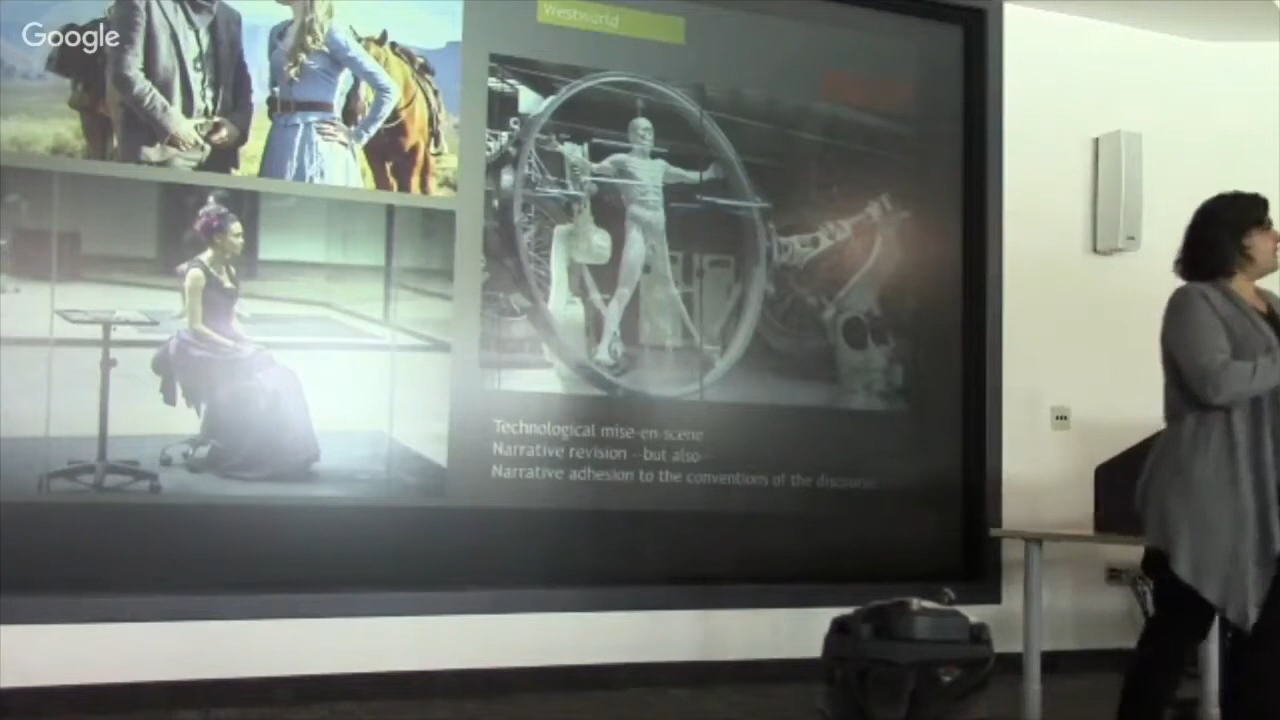 Google
Westworld
Technological mise-en-scene
Narrative revision --but also--
Narrative adhesion to the conventions of the discourse